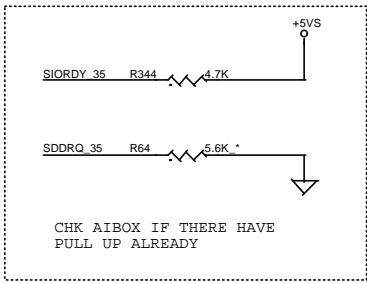 +5VS
SIORDY_35 R344 4.7K
SDDRQ_35 R64 5.6K_*
CHK AIBOX IF THERE HAVE
PULL UP ALREADY